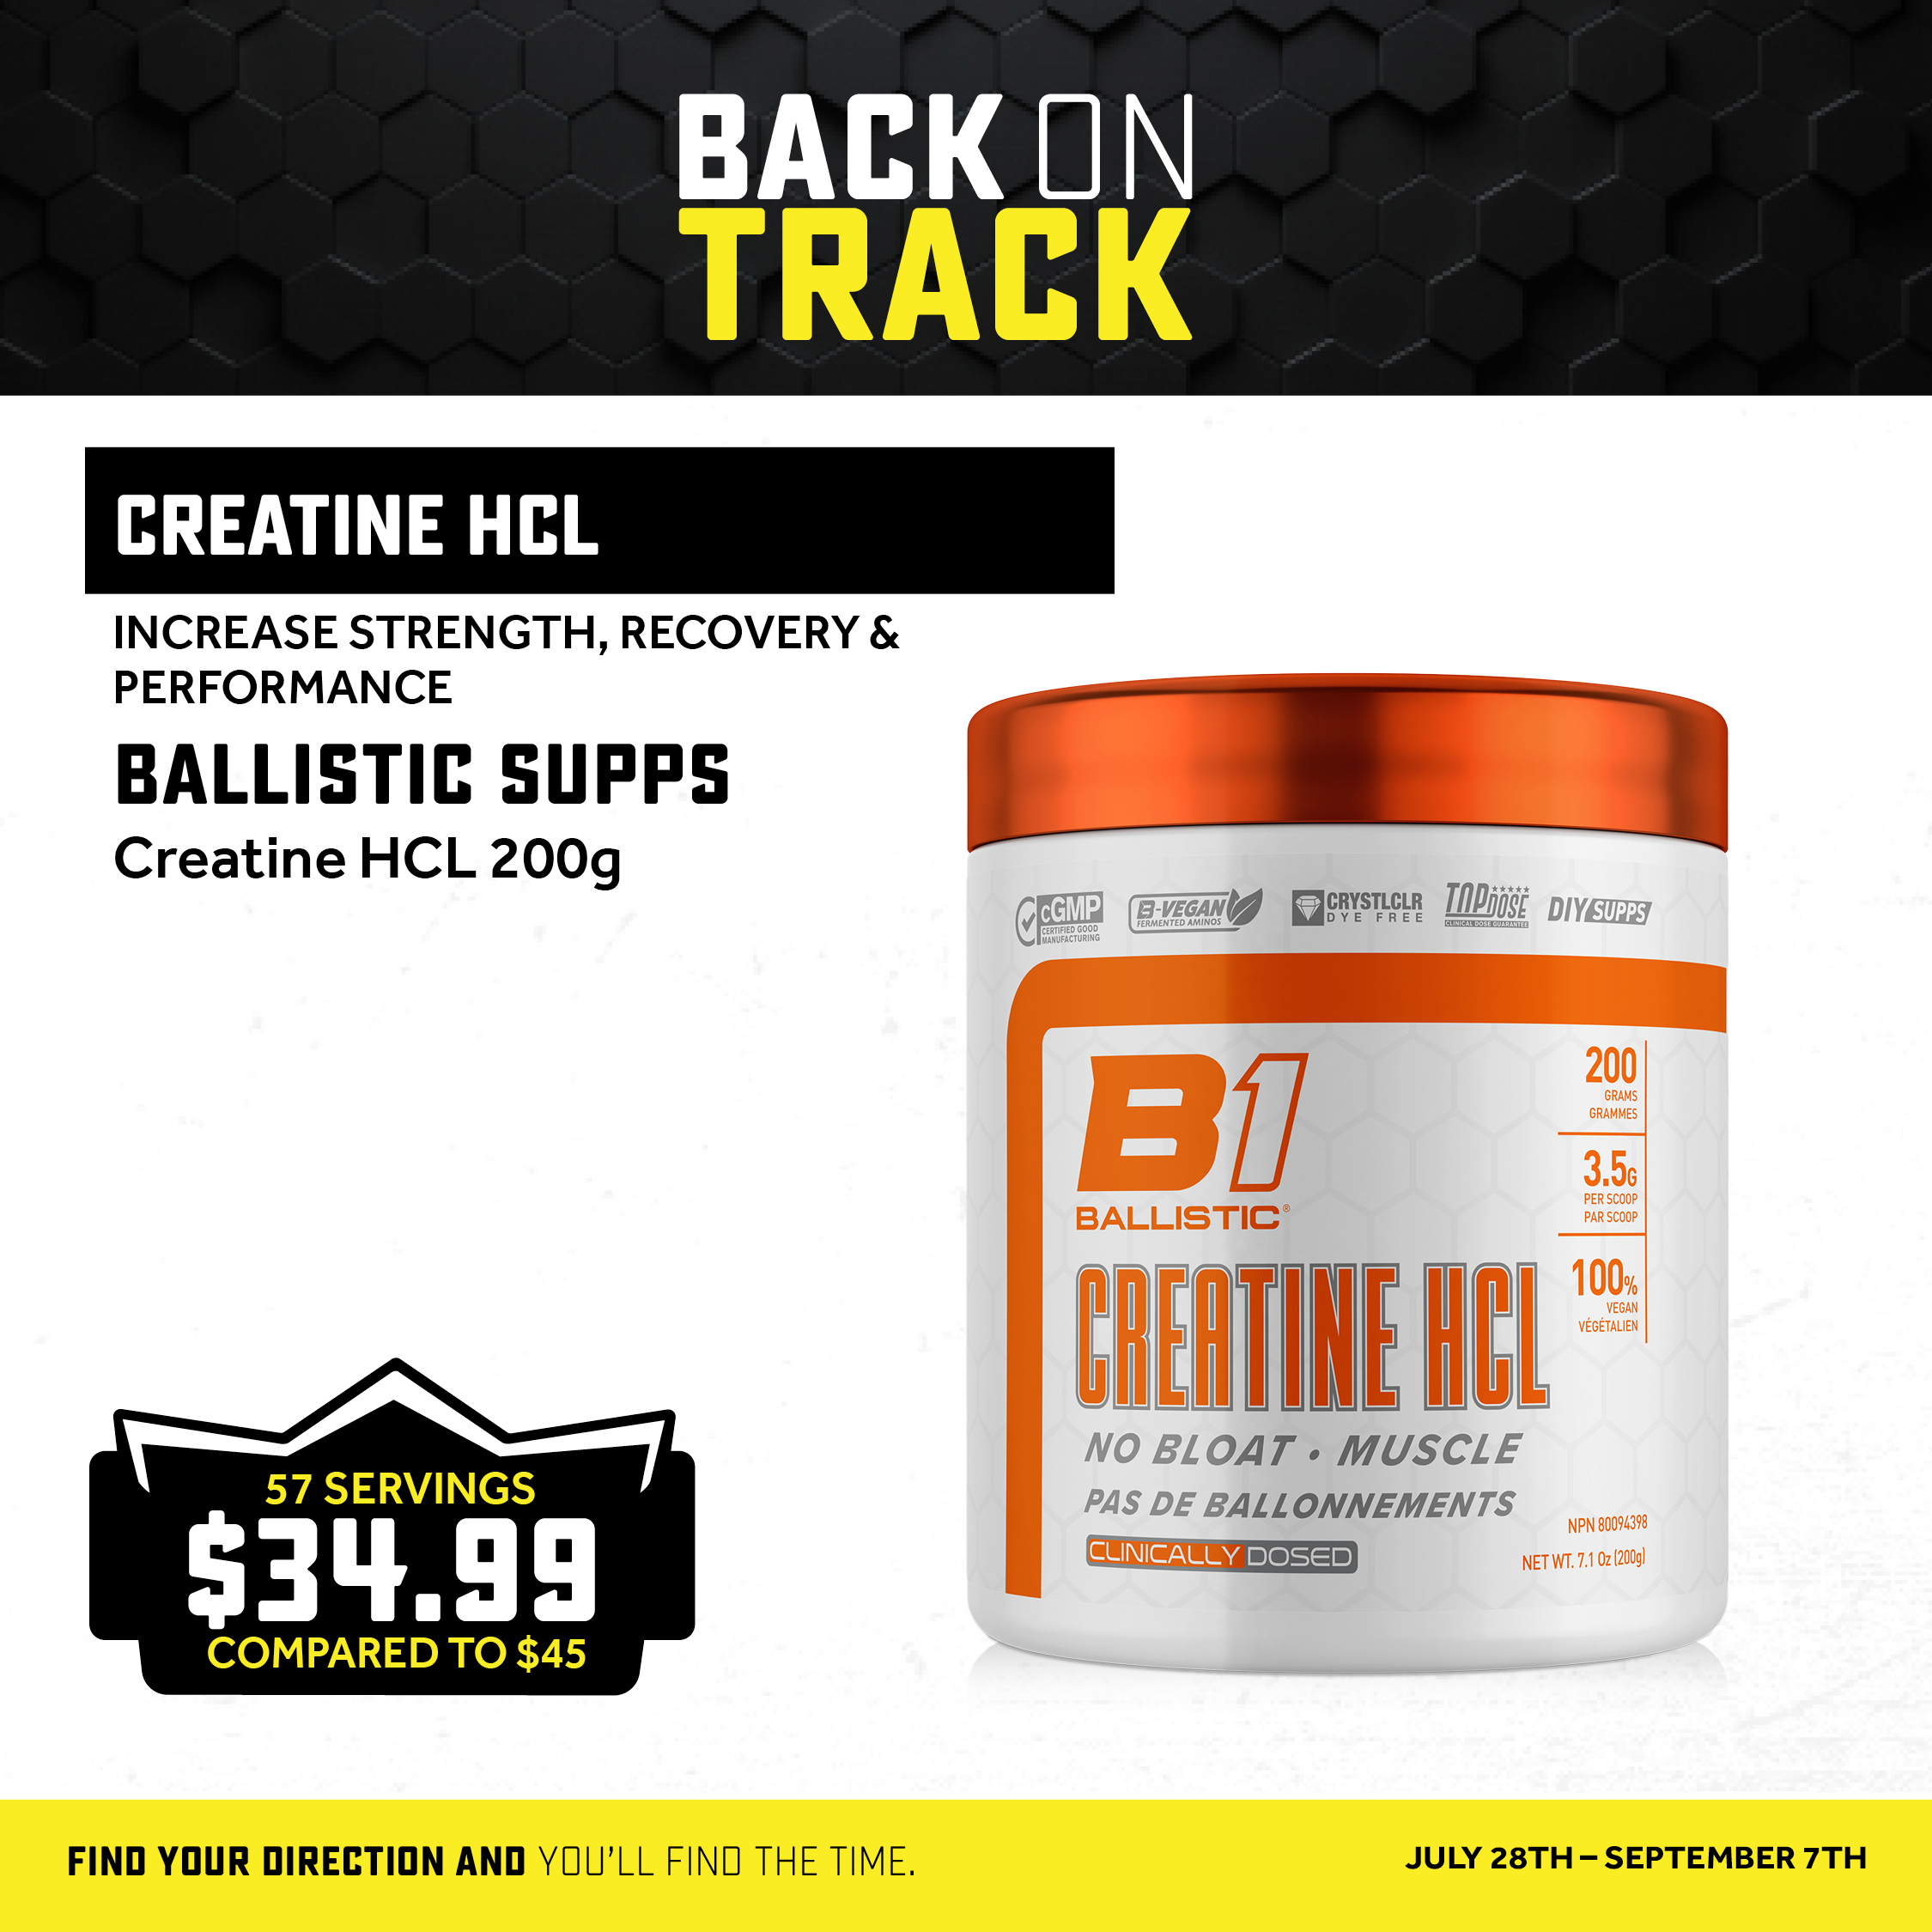 BACK ON
TRACK
CREATINE HCL
INCREASE STRENGTH, RECOVERY &
PERFORMANCE
BALLISTIC SUPPS
Creatine HCL 200g
cGMP
CERTIFIED GOOD
MANUFACTURING
B-VEGAN
FERMENTED AMINOS
CRYSTLCLR
DYE FREE
TOPDOSE
CLINICAL DOSE GUARANTEE
DIY SUPPS
B1
BALLISTIC®
200
GRAMS
GRAMMES
3.5G
PER SCOOP
PAR SCOOP
100%
VEGAN
VÉGÉTALIEN
CREATINE HCL
NO BLOAT • MUSCLE
PAS DE BALLONNEMENTS
CLINICALLY DOSED
NPN 80094398
NET WT. 7.1 Oz (200g)
57 SERVINGS
$34.99
COMPARED TO $45
FIND YOUR DIRECTION AND YOU'LL FIND THE TIME.
JULY 28TH – SEPTEMBER 7TH